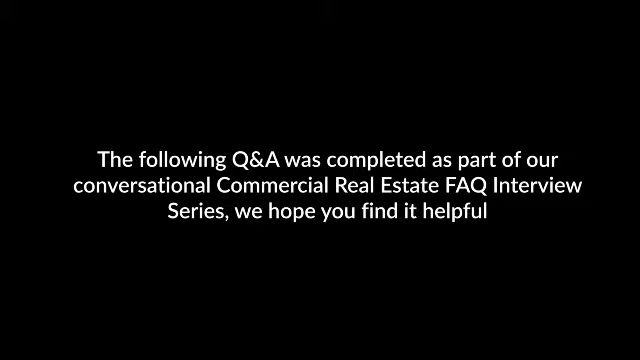 The following Q&A was completed as part of our
conversational Commercial Real Estate FAQ Interview
Series, we hope you find it helpful